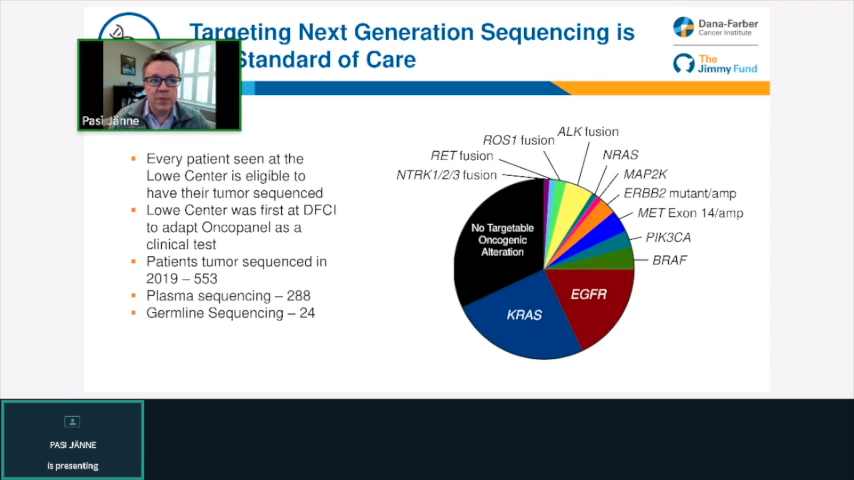 Targeting Next Generation Sequencing is
Standard of Care
Dana-Farber
Cancer Institute
The
Jimmy Fund
Pasi Jänne
▪ Every patient seen at the
Lowe Center is eligible to
have their tumor sequenced
▪ Lowe Center was first at DFCI
to adapt Oncopanel as a
clinical test
▪ Patients tumor sequenced in
2019 – 553
▪ Plasma sequencing – 288
▪ Germline Sequencing – 24
ALK fusion
ROS1 fusion
RET fusion
NTRK1/2/3 fusion
NRAS
MAP2K
ERBB2 mutant/amp
MET Exon 14/amp
PIK3CA
BRAF
No Targetable
Oncogenic
Alteration
EGFR
KRAS
PASI JÄNNE
is presenting